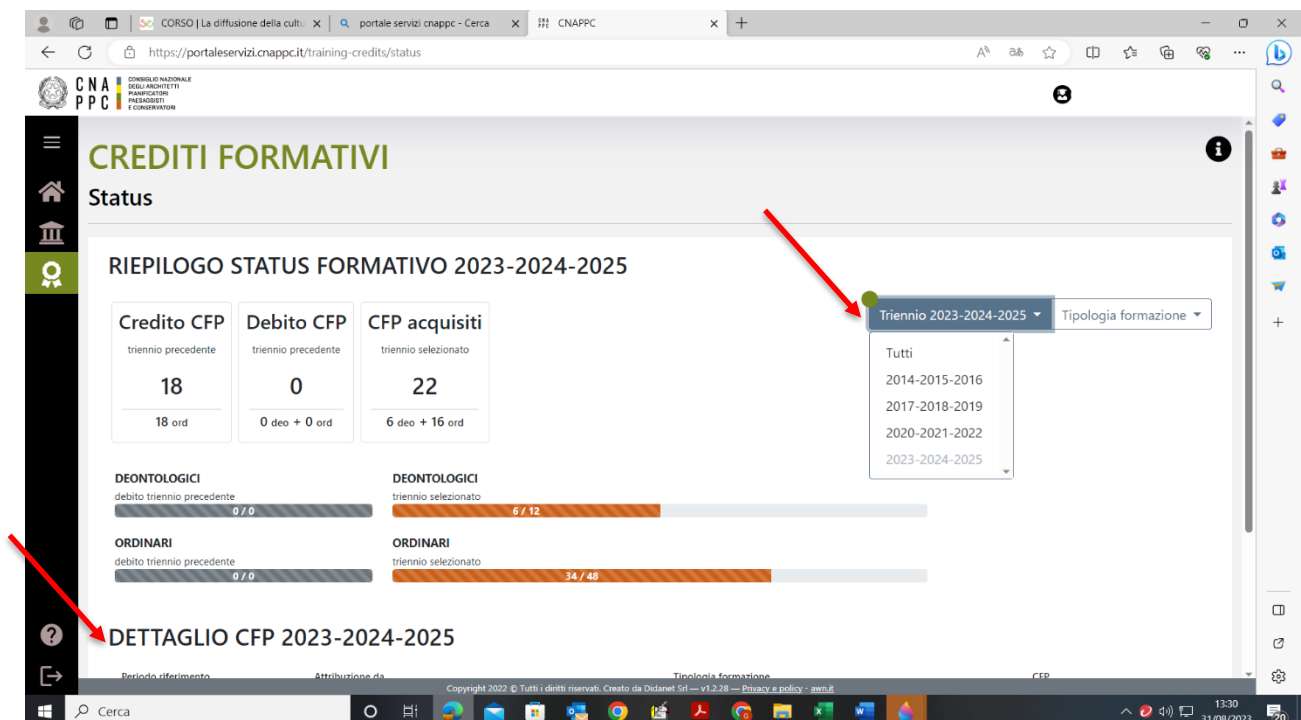 CORSO | La diffusione della cultu
portale servizi cnappc - Cerca
CNAPPC
https://portaleservizi.cnappc.it/training-credits/status
CNA
PPC
CONSIGLIO NAZIONALE
DEGLI ARCHITETTI
PIANIFICATORI
PAESAGGISTI
E CONSERVATORI
CREDITI FORMATIVI
Status
RIEPILOGO STATUS FORMATIVO 2023-2024-2025
Credito CFP
triennio precedente
18
18 ord
Debito CFP
triennio precedente
0
0 deo + 0 ord
CFP acquisiti
triennio selezionato
22
6 deo + 16 ord
Triennio 2023-2024-2025
Tipologia formazione
Tutti
2014-2015-2016
2017-2018-2019
2020-2021-2022
2023-2024-2025
DEONTOLOGICI
debito triennio precedente
0 / 0
DEONTOLOGICI
triennio selezionato
6 / 12
ORDINARI
debito triennio precedente
0 / 0
ORDINARI
triennio selezionato
34 / 48
DETTAGLIO CFP 2023-2024-2025
Periodo riferimento
Attribuzione da
Tipologia formazione
CFP
Copyright 2022 © Tutti i diritti riservati. Creato da Didanet Srl — v1.2.28 — Privacy e policy - awn.it
Cerca
13:30
31/08/2023
20